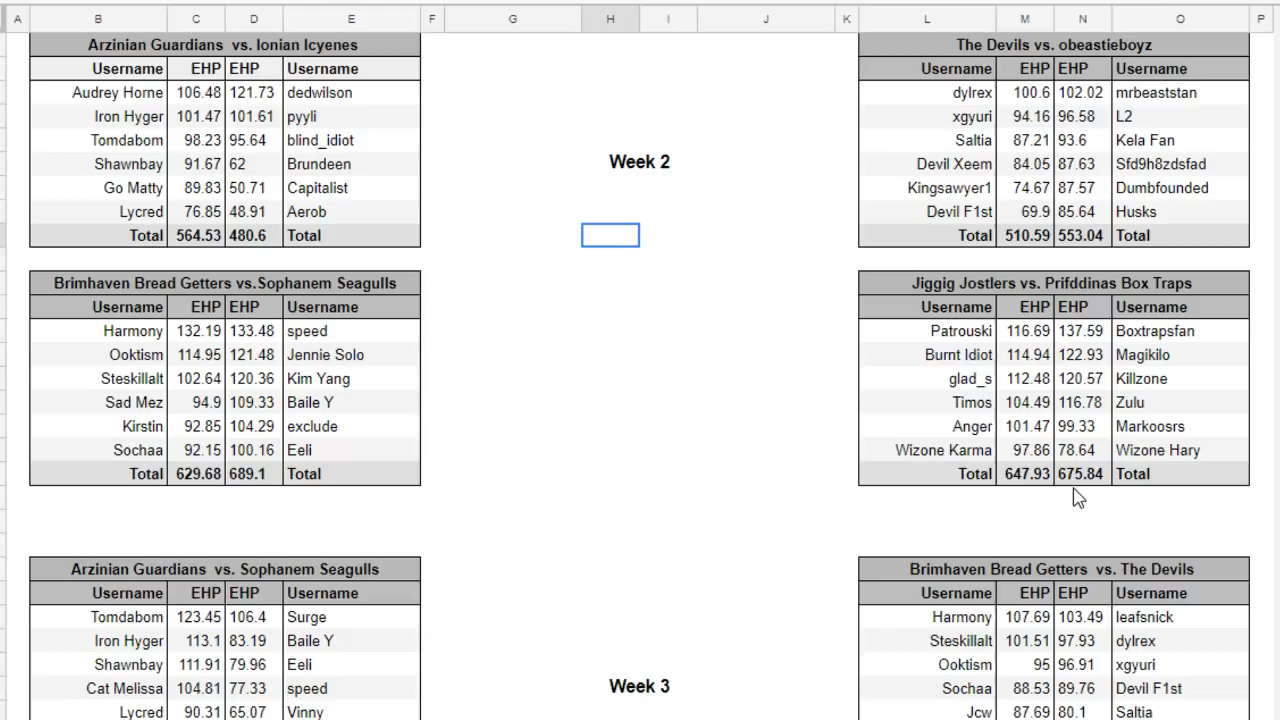 A B C D E F G H I J K L M N O P
Arzinian Guardians vs. Ionian Icyenes
Username EHP EHP Username
Audrey Horne 106.48 121.73 dedwilson
Iron Hyger 101.47 101.61 pyyli
Tomdabom 98.23 95.64 blind_idiot
Shawnbay 91.67 62 Brundeen
Go Matty 89.83 50.71 Capitalist
Lycred 76.85 48.91 Aerob
Total 564.53 480.6 Total
Week 2
The Devils vs. obeastieboyz
Username EHP EHP Username
dylrex 100.6 102.02 mrbeaststan
xgyuri 94.16 96.58 L2
Saltia 87.21 93.6 Kela Fan
Devil Xeem 84.05 87.63 Sfd9h8zdsfad
Kingsawyer1 74.67 87.57 Dumbfounded
Devil F1st 69.9 85.64 Husks
Total 510.59 553.04 Total
Brimhaven Bread Getters vs.Sophanem Seagulls
Username EHP EHP Username
Harmony 132.19 133.48 speed
Ooktism 114.95 121.48 Jennie Solo
Steskillalt 102.64 120.36 Kim Yang
Sad Mez 94.9 109.33 Baile Y
Kirstin 92.85 104.29 exclude
Sochaa 92.15 100.16 Eeli
Total 629.68 689.1 Total
Jiggig Jostlers vs. Prifddinas Box Traps
Username EHP EHP Username
Patrouski 116.69 137.59 Boxtrapsfan
Burnt Idiot 114.94 122.93 Magikilo
glad_s 112.48 120.57 Killzone
Timos 104.49 116.78 Zulu
Anger 101.47 99.33 Markoosrs
Wizone Karma 97.86 78.64 Wizone Hary
Total 647.93 675.84 Total
Arzinian Guardians vs. Sophanem Seagulls
Username EHP EHP Username
Tomdabom 123.45 106.4 Surge
Iron Hyger 113.1 83.19 Baile Y
Shawnbay 111.91 79.96 Eeli
Cat Melissa 104.81 77.33 speed
Lycred 90.31 65.07 Vinny
Week 3
Brimhaven Bread Getters vs. The Devils
Username EHP EHP Username
Harmony 107.69 103.49 leafsnick
Steskillalt 101.51 97.93 dylrex
Ooktism 95 96.91 xgyuri
Sochaa 88.53 89.76 Devil F1st
Jcw 87.69 80.1 Saltia